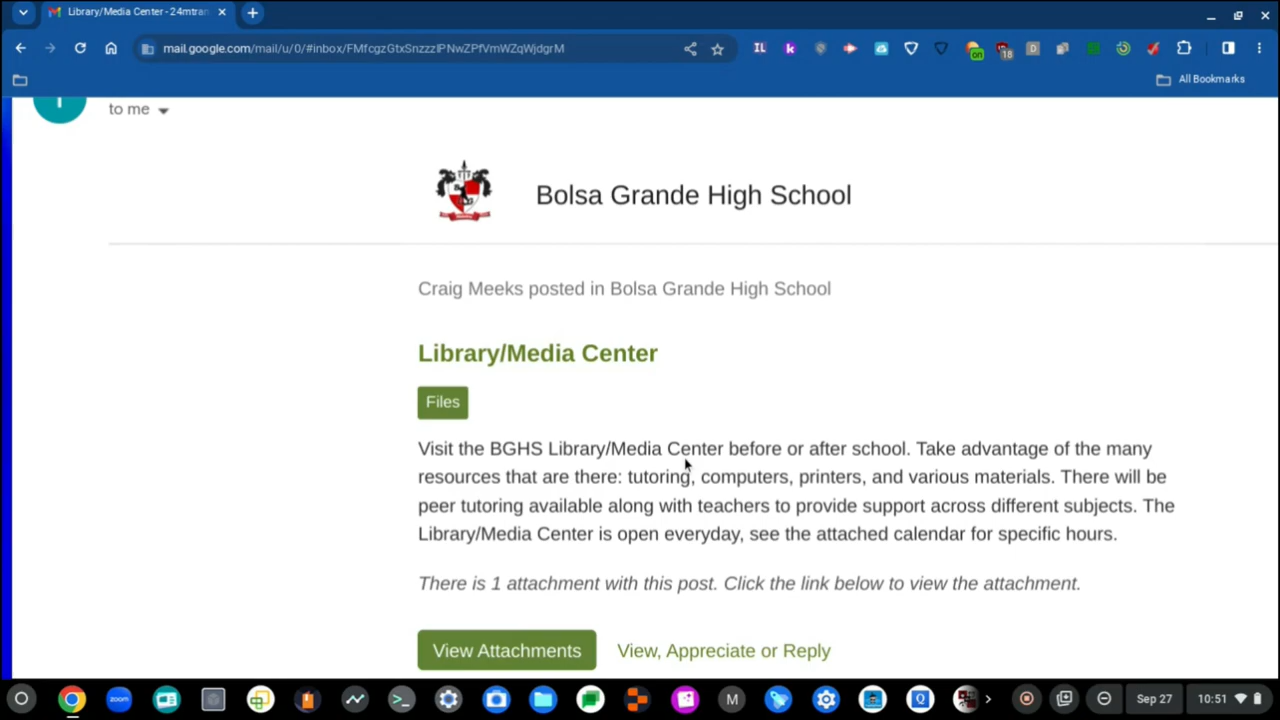 Library/Media Center - 24mtran
mail.google.com/mail/u/0/#inbox/FMfcgzGtxSnzzzlPNwZPfVmWZqWjdgrM
IL
k
on
18
D
All Bookmarks
to me
Bolsa Grande High School
Craig Meeks posted in Bolsa Grande High School
Library/Media Center
Files
Visit the BGHS Library/Media Center before or after school. Take advantage of the many
resources that are there: tutoring, computers, printers, and various materials. There will be
peer tutoring available along with teachers to provide support across different subjects. The
Library/Media Center is open everyday, see the attached calendar for specific hours.
There is 1 attachment with this post. Click the link below to view the attachment.
View Attachments
View, Appreciate or Reply
zoom
M
Q
Sep 27
10:51